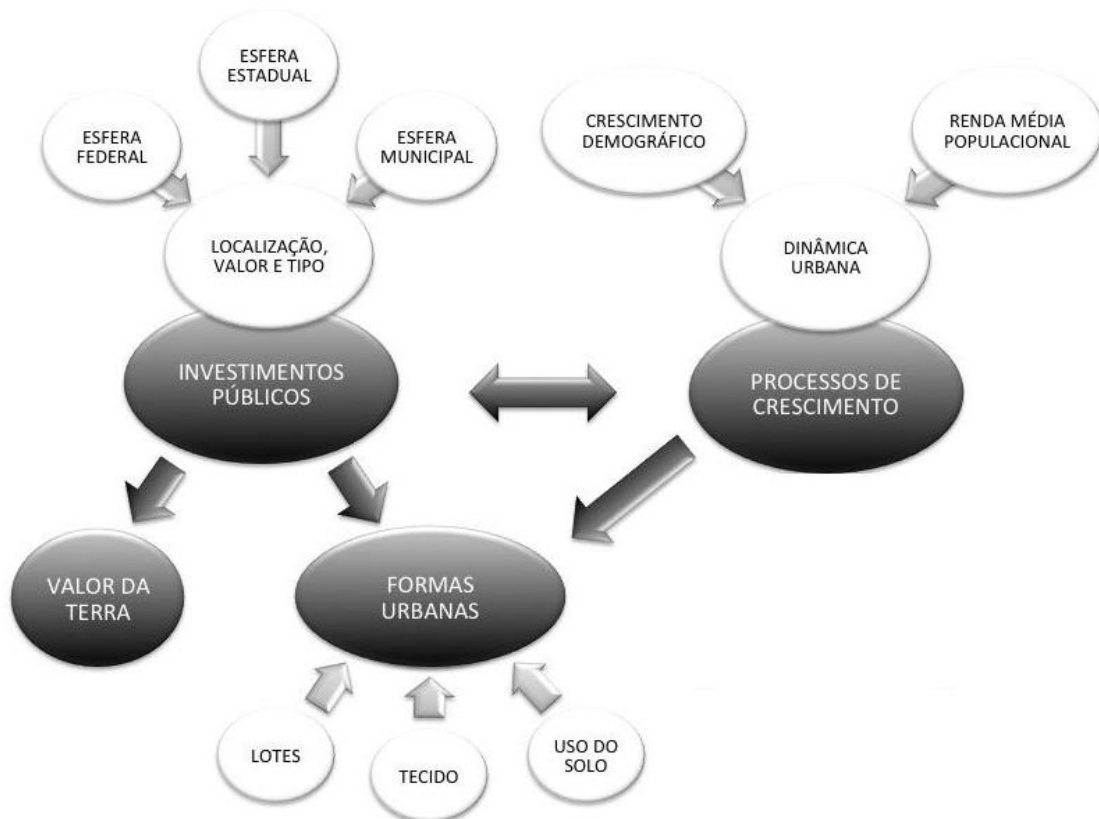 ESFERA
ESTADUAL
ESFERA
FEDERAL
ESFERA
MUNICIPAL
CRESCIMENTO
DEMOGRÁFICO
RENDA MÉDIA
POPULACIONAL
LOCALIZAÇÃO,
VALOR E TIPO
DINÂMICA
URBANA
INVESTIMENTOS
PÚBLICOS
PROCESSOS DE
CRESCIMENTO
VALOR DA
TERRA
FORMAS
URBANAS
LOTES
TECIDO
USO DO
SOLO